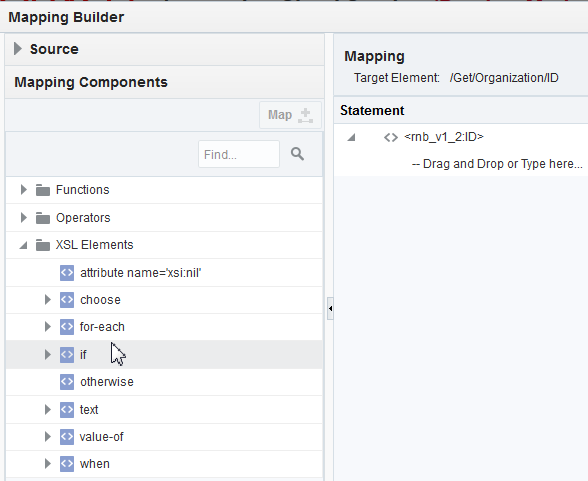 Mapping Builder
Source
Mapping Components
Map
Find...
Functions
Operators
XSL Elements
attribute name='xsi:nil'
choose
for-each
if
otherwise
text
value-of
when
Mapping
Target Element: /Get/Organization/ID
Statement
<rnb_v1_2:ID>
-- Drag and Drop or Type here...